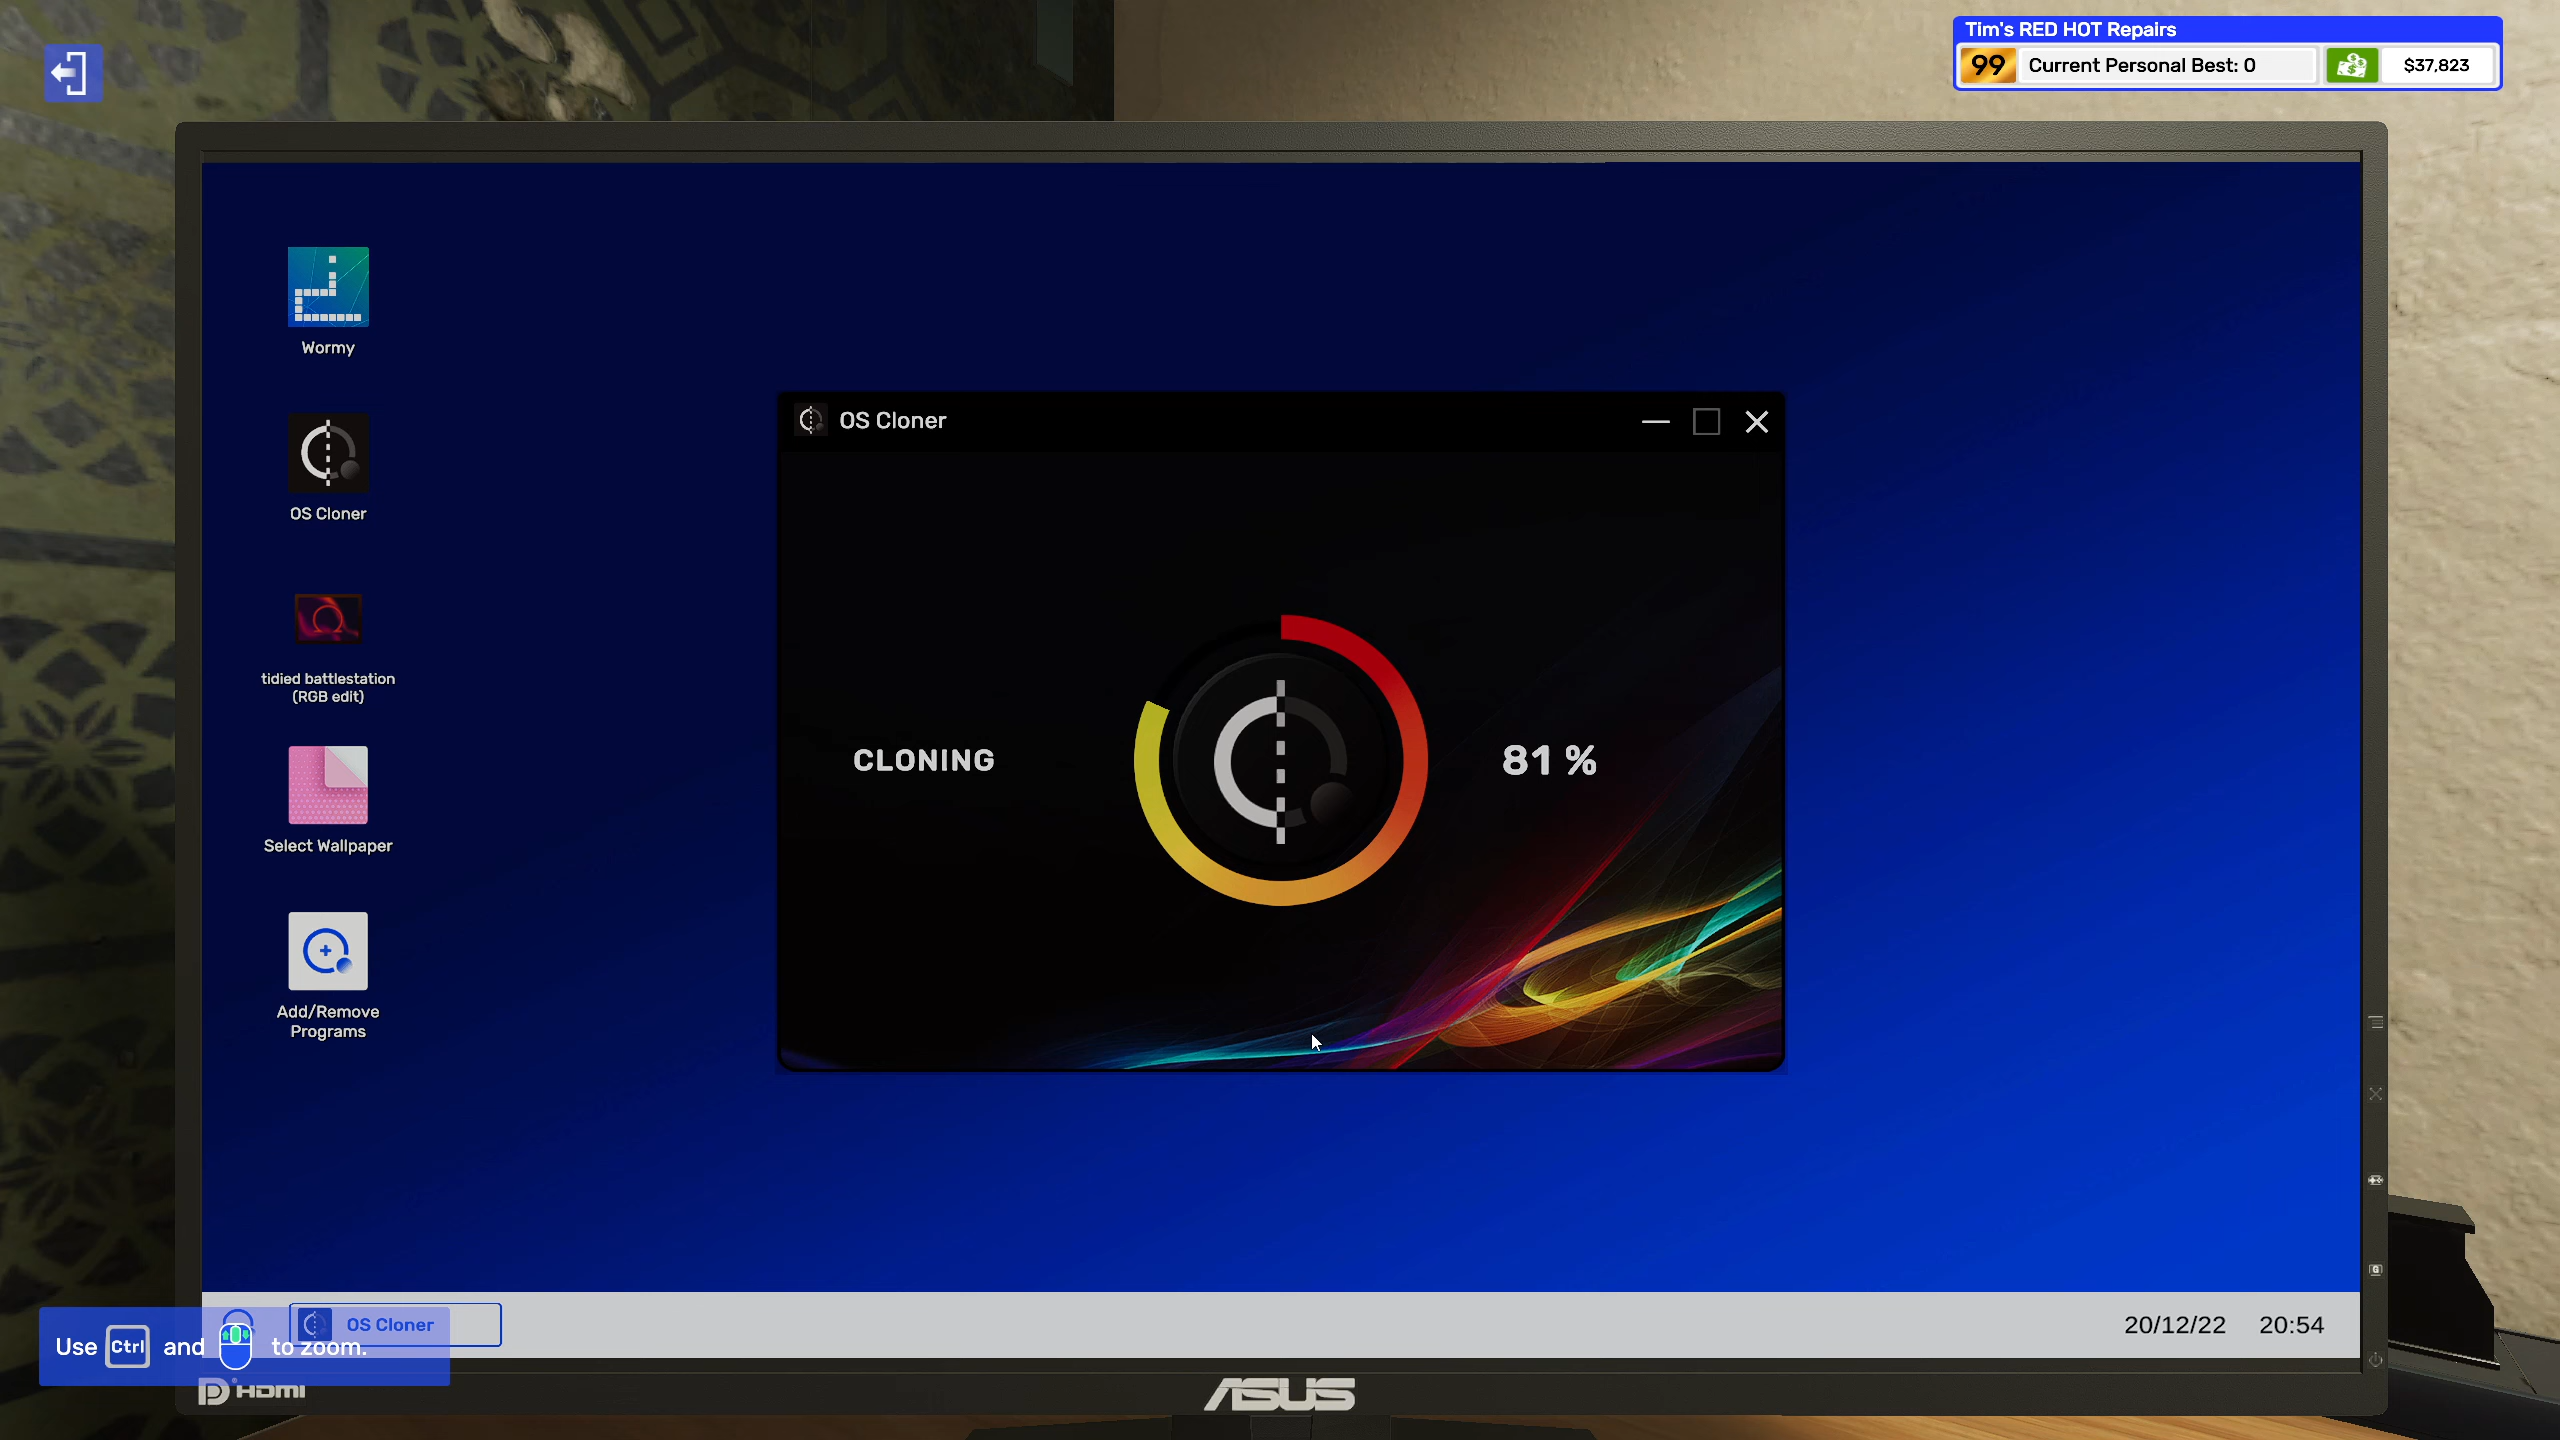 Tim's RED HOT Repairs
99 Current Personal Best: 0 $37,823
Wormy
OS Cloner
tidied battlestation
(RGB edit)
Select Wallpaper
Add/Remove
Programs
OS Cloner
CLONING
81 %
OS Cloner
20/12/22 20:54
Use Ctrl and to zoom.
HDMI
ASUS